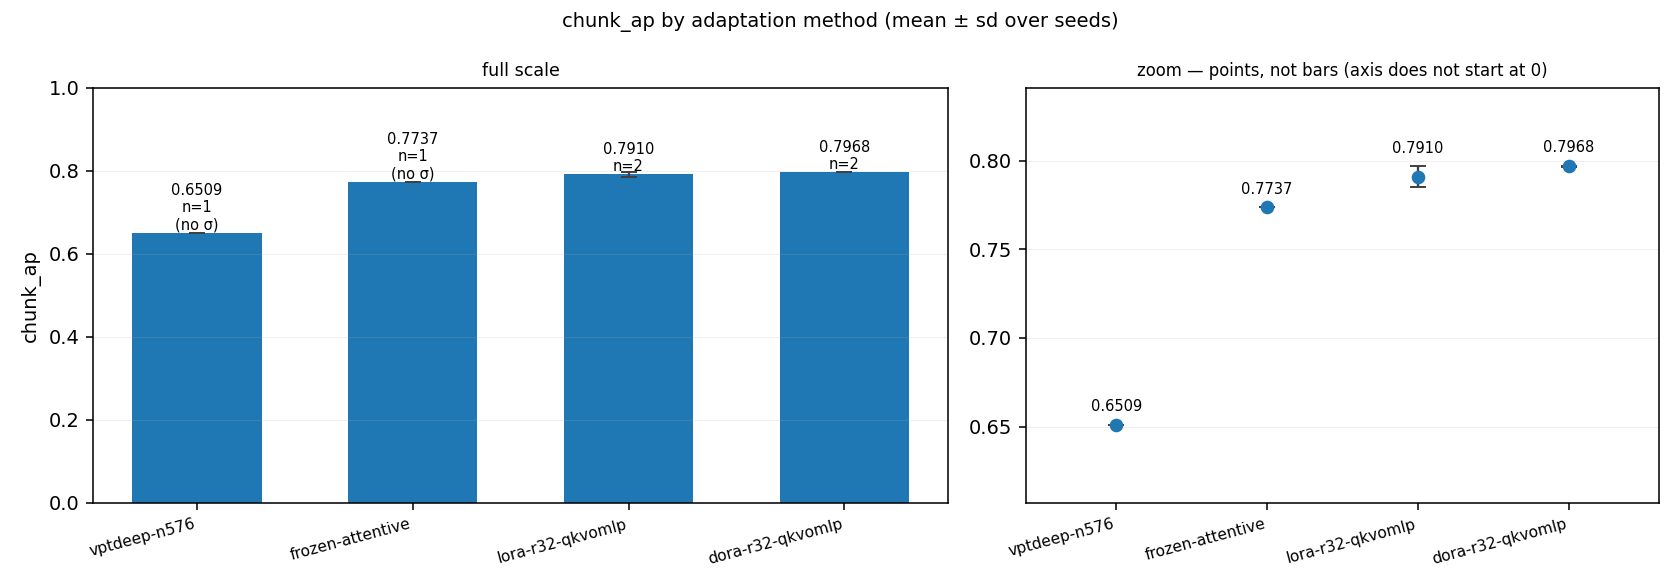 chunk_ap by adaptation method (mean ± sd over seeds)
full scale
chunk_ap
1.0
0.8
0.6
0.4
0.2
0.0
0.6509
n=1
(no σ)
0.7737
n=1
(no σ)
0.7910
n=2
0.7968
n=2
vptdeep-n576
frozen-attentive
lora-r32-qkvomlp
dora-r32-qkvomlp
zoom — points, not bars (axis does not start at 0)
0.80
0.75
0.70
0.65
0.6509
0.7737
0.7910
0.7968
vptdeep-n576
frozen-attentive
lora-r32-qkvomlp
dora-r32-qkvomlp